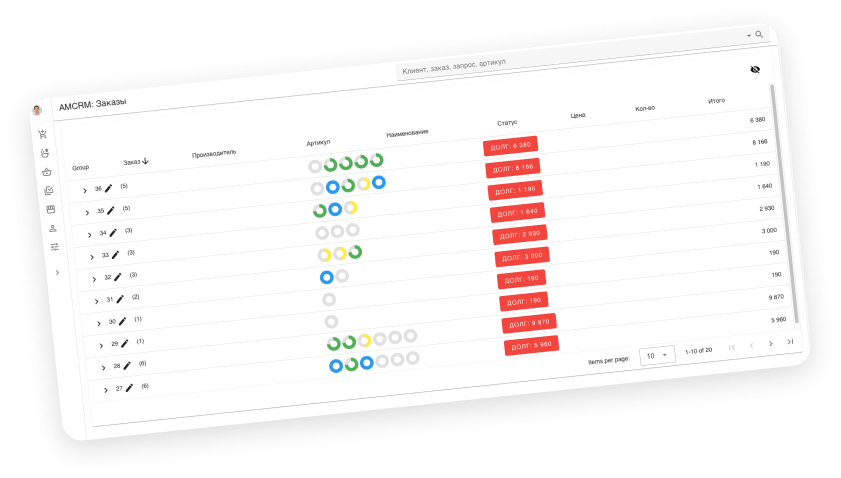 Клиент, заказ, запрос, артикул
AMCRM: Заказы
Group Заказ Производитель Артикул Наименование Статус Цена Кол-во Итого
36 (5) ДОЛГ: 6 380 6 380
35 (5) ДОЛГ: 8 166 8 166
34 (3) ДОЛГ: 1 190 1 190
33 (3) ДОЛГ: 1 640 1 640
32 (3) ДОЛГ: 2 930 2 930
31 (2) ДОЛГ: 3 000 3 000
30 (1) ДОЛГ: 190 190
29 (1) ДОЛГ: 190 190
28 (6) ДОЛГ: 9 870 9 870
27 (6) ДОЛГ: 5 960 5 960
Items per page: 10 1-10 of 20